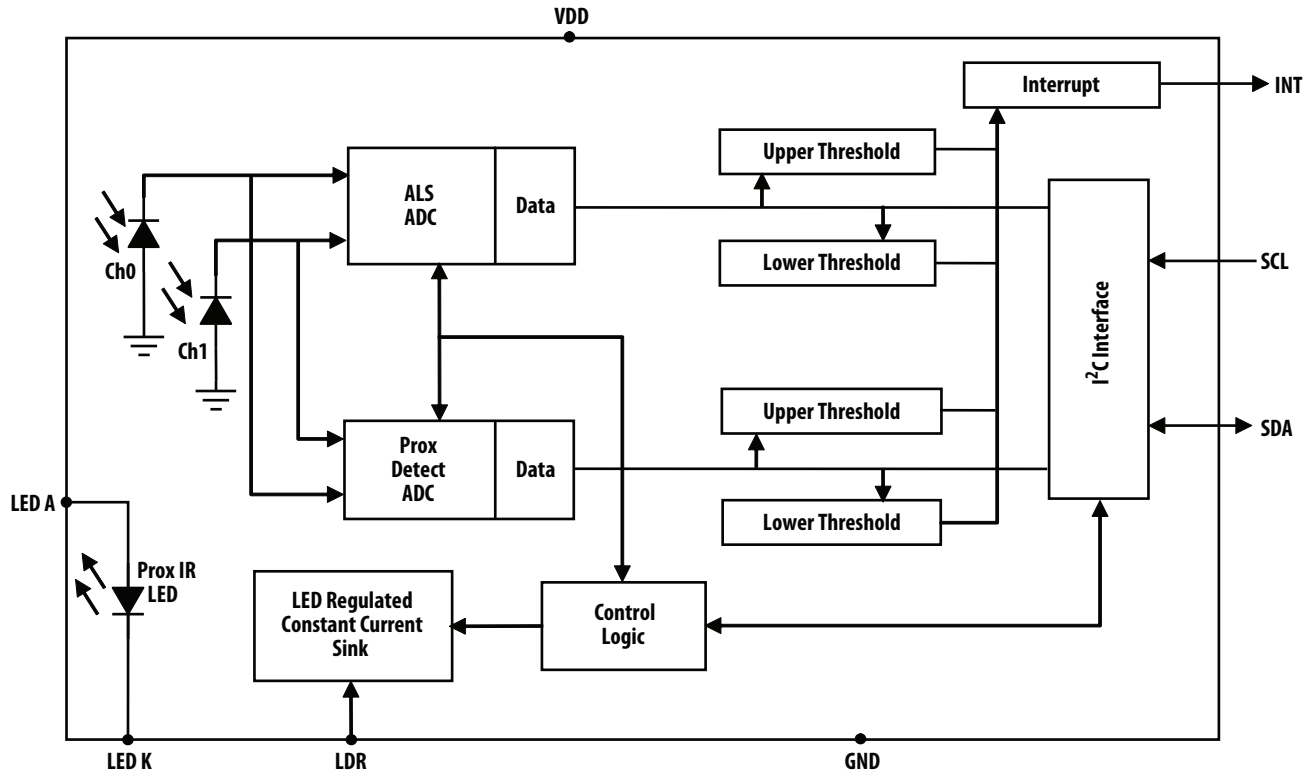 VDD
Interrupt
INT
Upper Threshold
ALS
ADC
Data
Lower Threshold
Ch0
SCL
Ch1
I²C Interface
Upper Threshold
Prox
Detect
ADC
Data
SDA
Lower Threshold
LED A
Prox IR
LED
LED Regulated
Constant Current
Sink
Control
Logic
LED K
LDR
GND